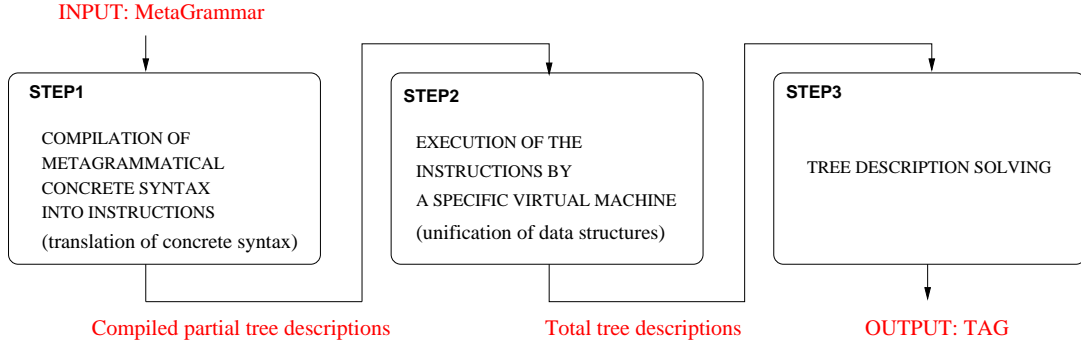 INPUT: MetaGrammar
STEP1
COMPILATION OF
METAGRAMMATICAL
CONCRETE SYNTAX
INTO INSTRUCTIONS
(translation of concrete syntax)
STEP2
EXECUTION OF THE
INSTRUCTIONS BY
A SPECIFIC VIRTUAL MACHINE
(unification of data structures)
STEP3
TREE DESCRIPTION SOLVING
Compiled partial tree descriptions
Total tree descriptions
OUTPUT: TAG